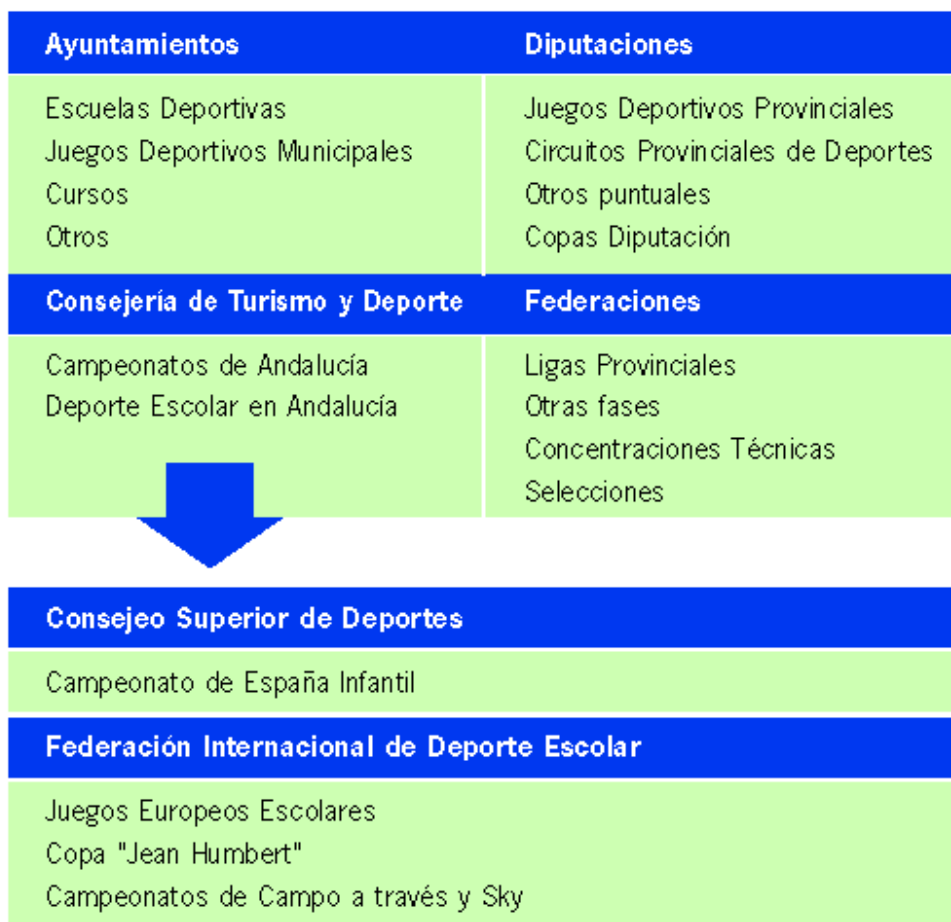 Ayuntamientos
Escuelas Deportivas
Juegos Deportivos Municipales
Cursos
Otros
Diputaciones
Juegos Deportivos Provinciales
Circuitos Provinciales de Deportes
Otros puntuales
Copas Diputación
Consejería de Turismo y Deporte
Campeonatos de Andalucía
Deporte Escolar en Andalucía
Federaciones
Ligas Provinciales
Otras fases
Concentraciones Técnicas
Selecciones
Consejeo Superior de Deportes
Campeonato de España Infantil
Federación Internacional de Deporte Escolar
Juegos Europeos Escolares
Copa "Jean Humbert"
Campeonatos de Campo a través y Sky